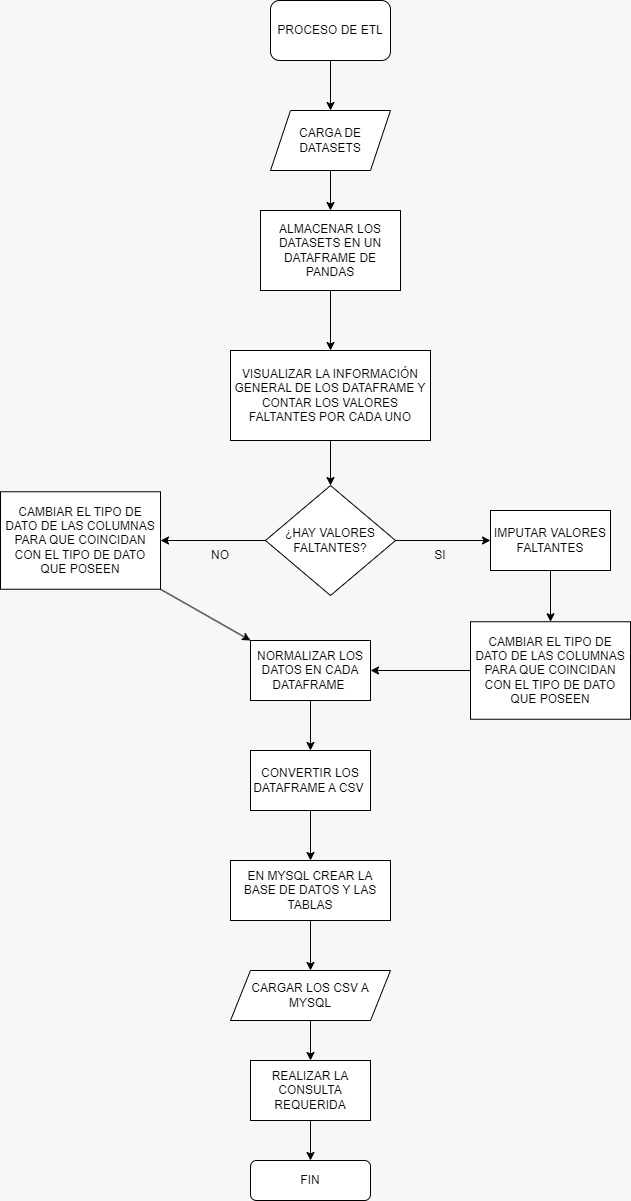 PROCESO DE ETL
CARGA DE
DATASETS
ALMACENAR LOS
DATASETS EN UN
DATAFRAME DE
PANDAS
VISUALIZAR LA INFORMACIÓN
GENERAL DE LOS DATAFRAME Y
CONTAR LOS VALORES
FALTANTES POR CADA UNO
¿HAY VALORES
FALTANTES?
NO
SI
CAMBIAR EL TIPO DE
DATO DE LAS COLUMNAS
PARA QUE COINCIDAN
CON EL TIPO DE DATO
QUE POSEEN
IMPUTAR VALORES
FALTANTES
CAMBIAR EL TIPO DE
DATO DE LAS COLUMNAS
PARA QUE COINCIDAN
CON EL TIPO DE DATO
QUE POSEEN
NORMALIZAR LOS
DATOS EN CADA
DATAFRAME
CONVERTIR LOS
DATAFRAME A CSV
EN MYSQL CREAR LA
BASE DE DATOS Y LAS
TABLAS
CARGAR LOS CSV A
MYSQL
REALIZAR LA
CONSULTA
REQUERIDA
FIN